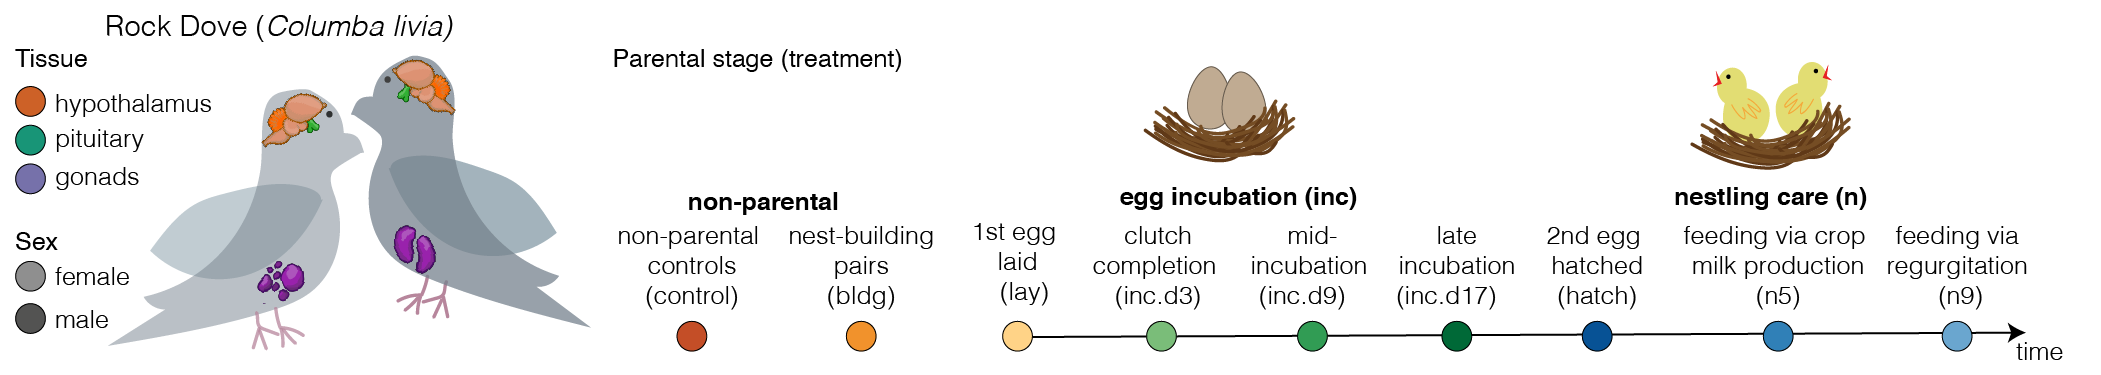 Rock Dove (Columba livia)
Tissue
hypothalamus
pituitary
gonads
Sex
female
male
Parental stage (treatment)
non-parental
non-parental
controls
(control)
nest-building
pairs
(bldg)
egg incubation (inc)
1st egg
laid
(lay)
clutch
completion
(inc.d3)
mid-
incubation
(inc.d9)
late
incubation
(inc.d17)
nestling care (n)
2nd egg
hatched
(hatch)
feeding via crop
milk production
(n5)
feeding via
regurgitation
(n9)
time